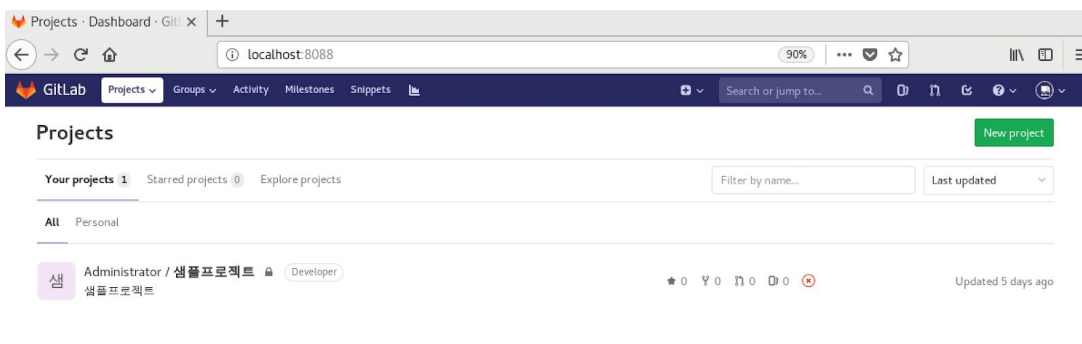 Projects · Dashboard · Git
localhost:8088
90%
GitLab Projects Groups Activity Milestones Snippets Search or jump to...
Projects
New project
Your projects 1 Starred projects 0 Explore projects
Filter by name...
Last updated
All Personal
샘
Administrator / 샘플프로젝트 Developer
샘플프로젝트
0 0 0 0
Updated 5 days ago